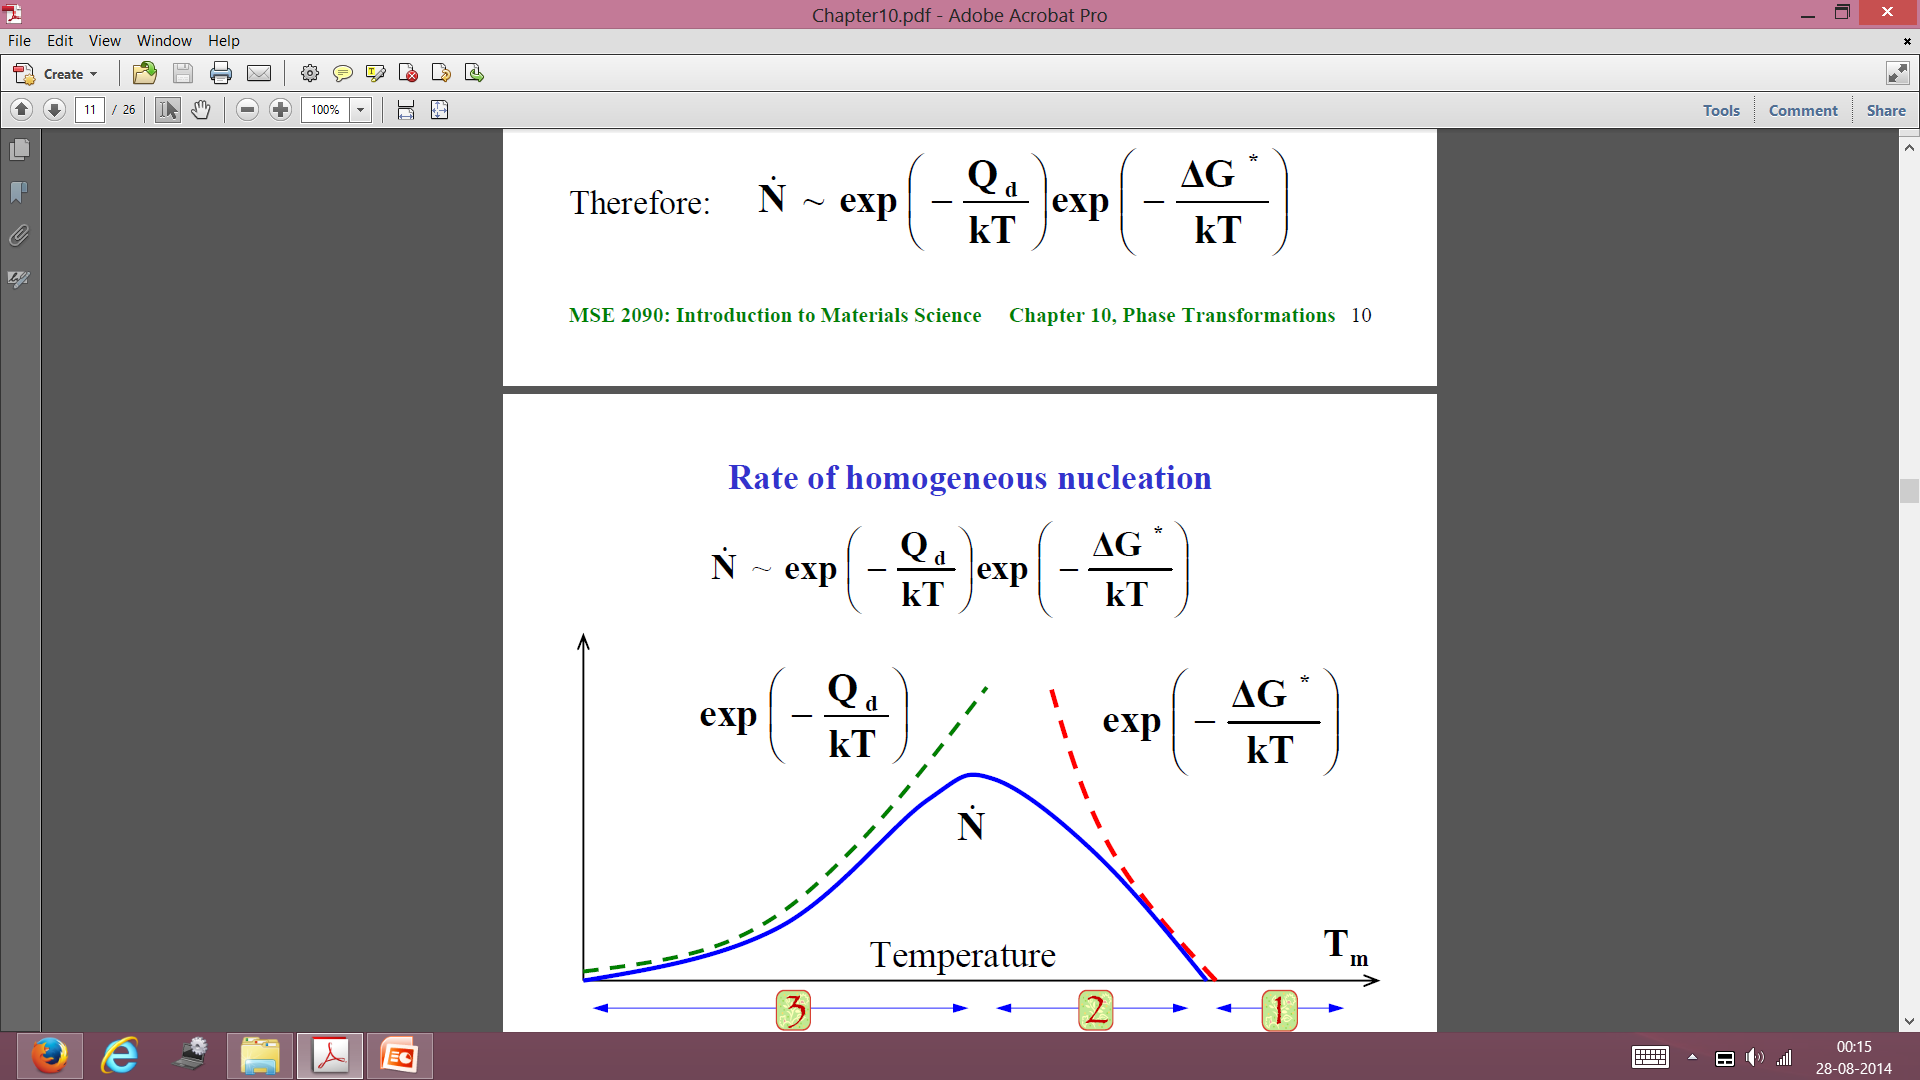 Chapter10.pdf - Adobe Acrobat Pro
File Edit View Window Help
Create
11 / 26 100% Tools Comment Share
Therefore: Ṅ ~ exp(−Q_d/kT) exp(−ΔG*/kT)
MSE 2090: Introduction to Materials Science Chapter 10, Phase Transformations 10
Rate of homogeneous nucleation
Ṅ ~ exp(−Q_d/kT) exp(−ΔG*/kT)
exp(−Q_d/kT) exp(−ΔG*/kT)
Ṅ
Temperature T_m
3 2 1
00:15
28-08-2014